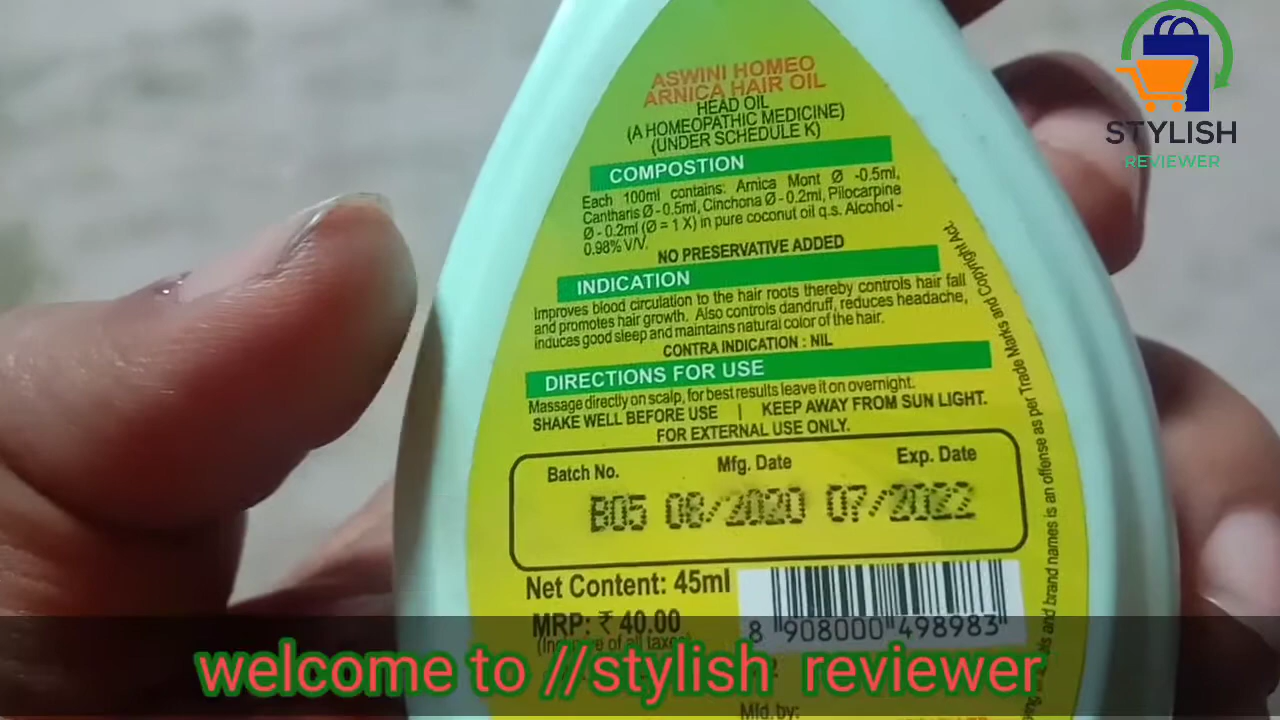 ASWINI HOMEO
ARNICA HAIR OIL
HEAD OIL
(A HOMEOPATHIC MEDICINE)
(UNDER SCHEDULE K)
COMPOSTION
Each 100ml contains: Arnica Mont Ø -0.5ml,
Cantharis Ø - 0.5ml, Cinchona Ø - 0.2ml, Pilocarpine
Ø - 0.2ml (Ø = 1 X) in pure coconut oil q.s. Alcohol -
0.98% V/V.
NO PRESERVATIVE ADDED
INDICATION
Improves blood circulation to the hair roots thereby controls hair fall
and promotes hair growth. Also controls dandruff, reduces headache,
induces good sleep and maintains natural color of the hair.
CONTRA INDICATION : NIL
DIRECTIONS FOR USE
Massage directly on scalp, for best results leave it on overnight.
SHAKE WELL BEFORE USE | KEEP AWAY FROM SUN LIGHT.
FOR EXTERNAL USE ONLY.
Batch No. Mfg. Date Exp. Date
B05 08/2020 07/2022
Net Content: 45ml
MRP: ₹ 40.00
(Inclusive of all taxes)
8 908000 498983
Mfd.by:
and brand names is an offense as per Trade Marks and Copyright Act.
STYLISH
REVIEWER
welcome to //stylish reviewer